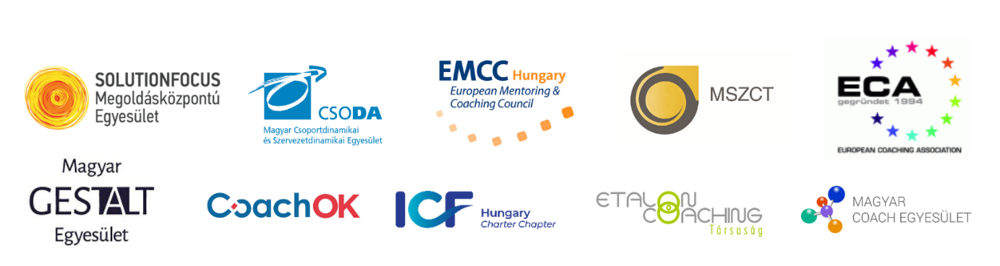 SOLUTIONFOCUS
Megoldásközpontú
Egyesület
CSODA
Magyar Csoportdinamikai
és Szervezetdinamikai Egyesület
EMCC Hungary
European Mentoring &
Coaching Council
MSZCT
ECA
gegründet 1994
EUROPEAN COACHING ASSOCIATION
Magyar
GESTALT
Egyesület
CoachOK
ICF
Hungary
Charter Chapter
ETALON
COACHING
Társaság
MAGYAR
COACH EGYESÜLET